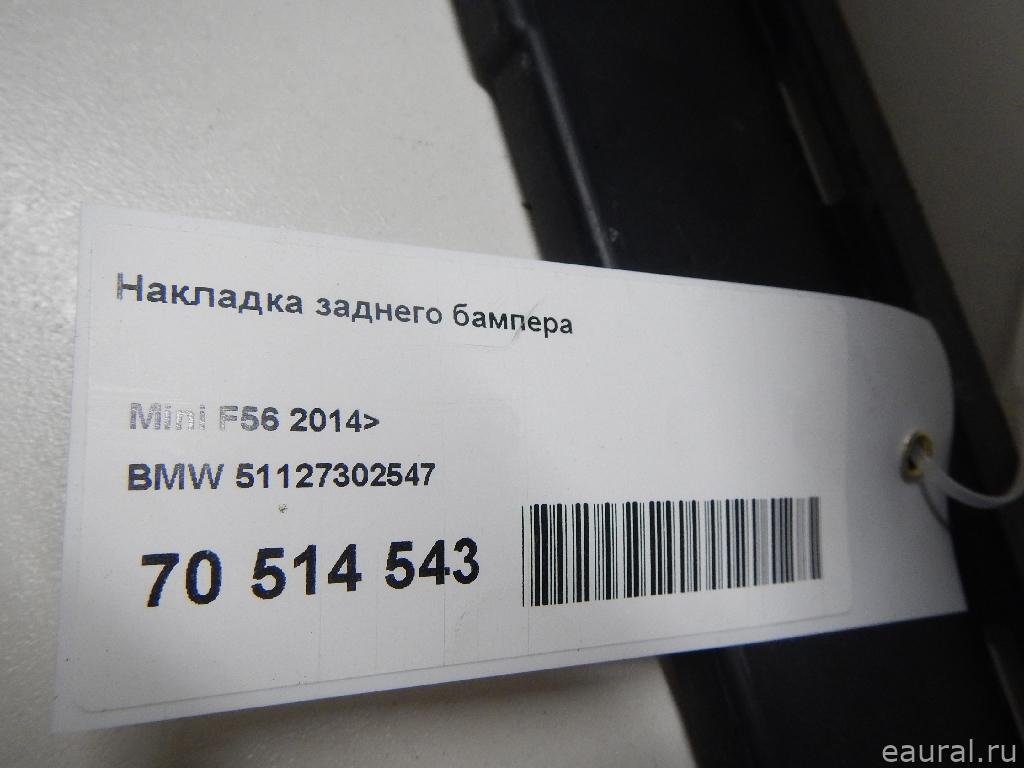 Накладка заднего бампера
Mini F56 2014>
BMW 51127302547
70 514 543
eaural.ru